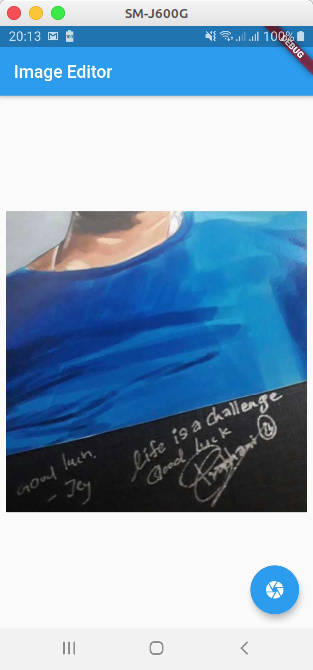 SM-J600G
20:13
100%
DEBUG
Image Editor
life is a challenge
Good luck
Good luck,
- Jey